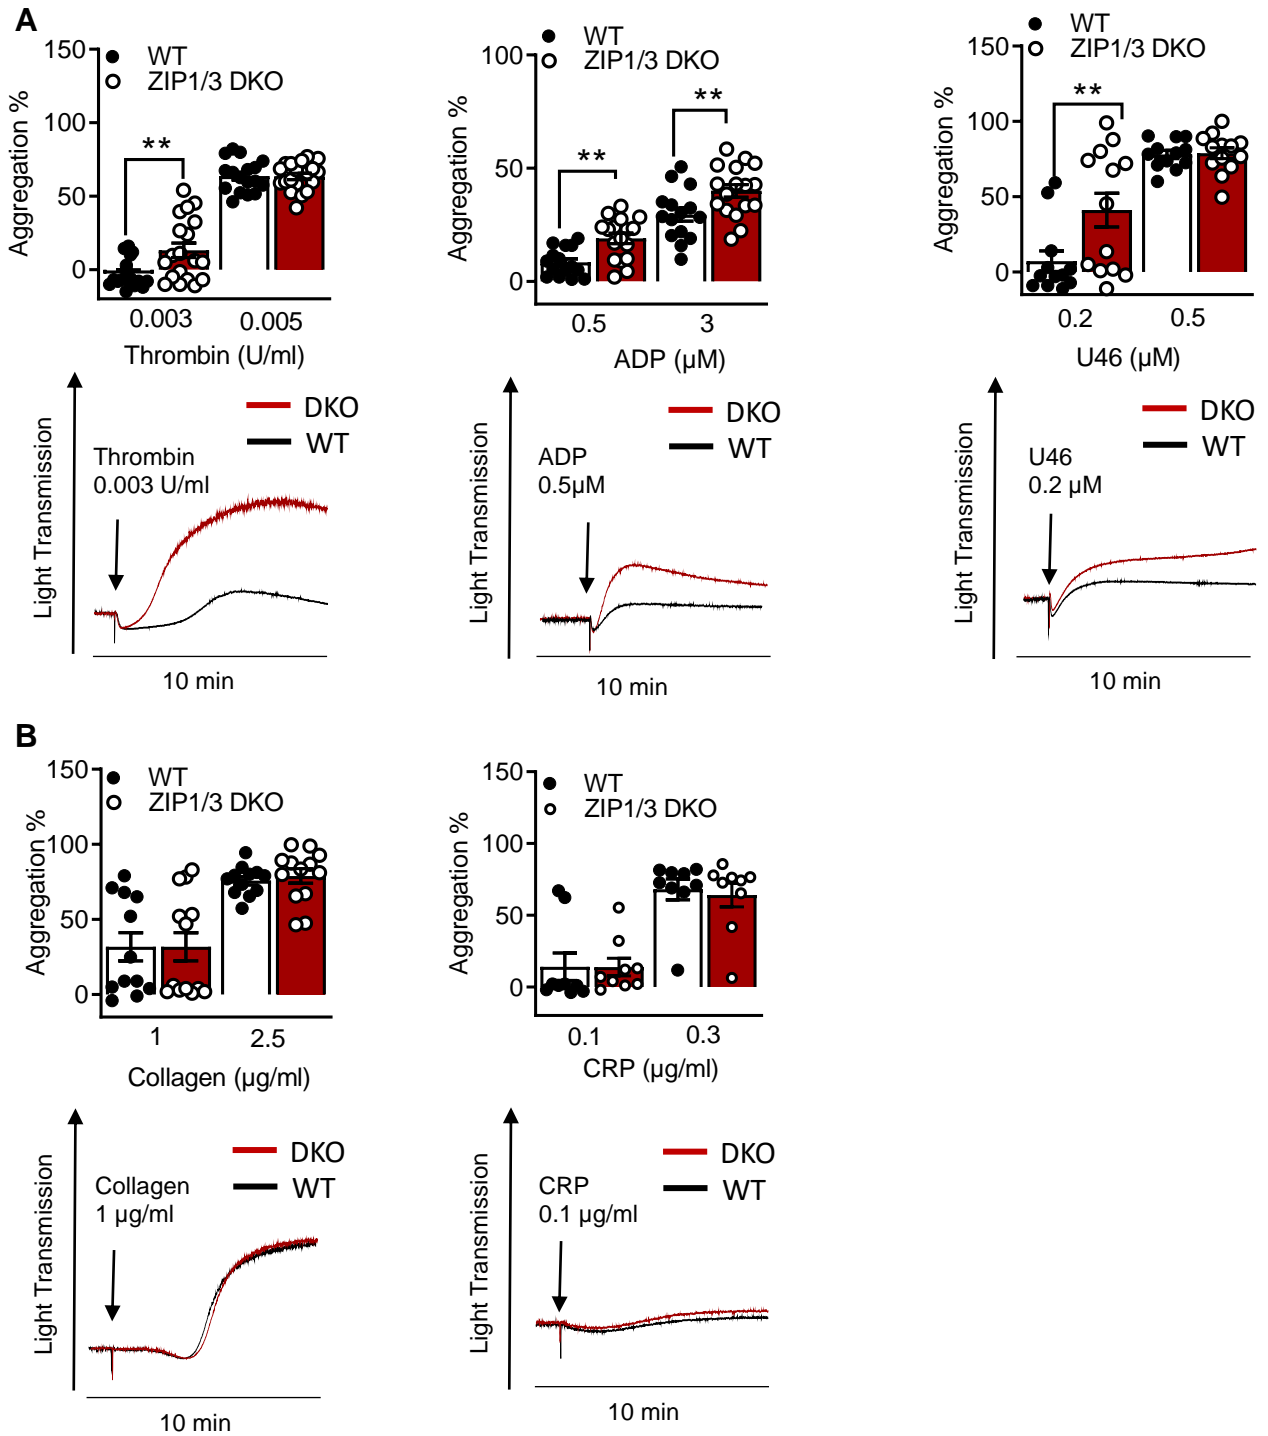 A
150
100
50
0
Aggregation %
WT
ZIP1/3 DKO
**
0.003
0.005
Thrombin (U/ml)
100
50
0
Aggregation %
WT
ZIP1/3 DKO
**
**
0.5
3
ADP (µM)
150
100
50
0
Aggregation %
WT
ZIP1/3 DKO
**
0.2
0.5
U46 (µM)
Light Transmission
DKO
WT
Thrombin
0.003 U/ml
10 min
Light Transmission
DKO
WT
ADP
0.5µM
10 min
Light Transmission
DKO
WT
U46
0.2 µM
10 min
B
150
100
50
0
Aggregation %
WT
ZIP1/3 DKO
1
2.5
Collagen (µg/ml)
150
100
50
0
Aggregation %
WT
ZIP1/3 DKO
0.1
0.3
CRP (µg/ml)
Light Transmission
DKO
WT
Collagen
1 µg/ml
10 min
Light Transmission
DKO
WT
CRP
0.1 µg/ml
10 min